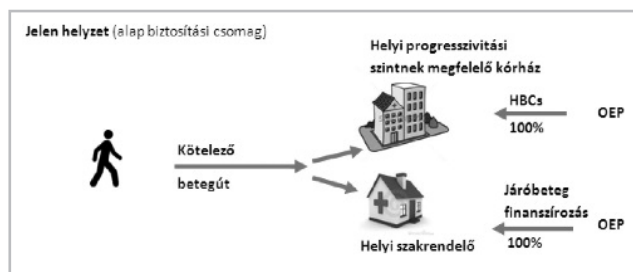 Jelen helyzet (alap biztosítási csomag)
Helyi progresszivitási
szintnek megfelelő kórház
HBCs
100%
OEP
Kötelező
betegút
Járóbeteg
finanszírozás
100%
OEP
Helyi szakrendelő